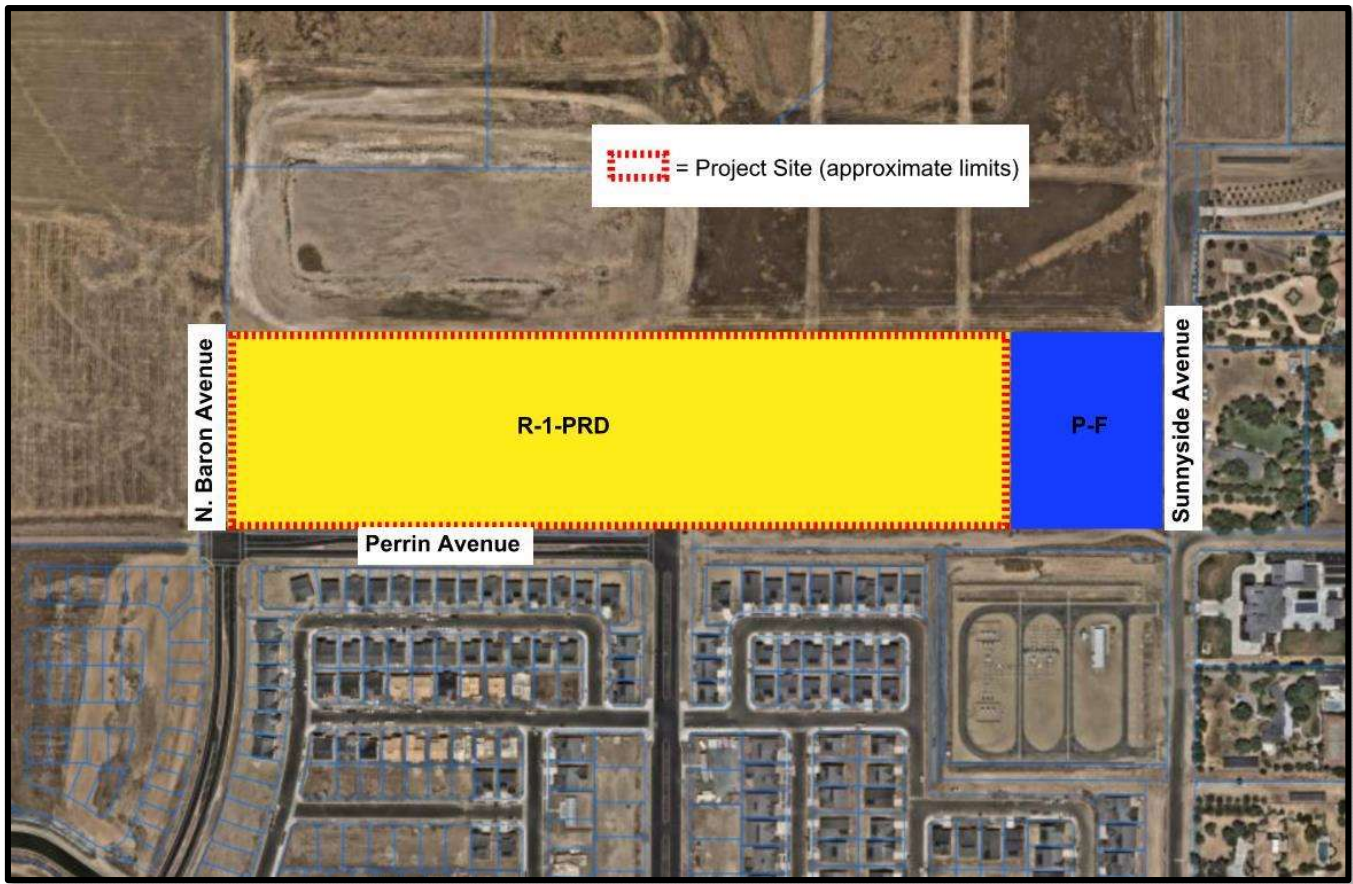 = Project Site (approximate limits)
N. Baron Avenue
R-1-PRD
P-F
Sunnyside Avenue
Perrin Avenue